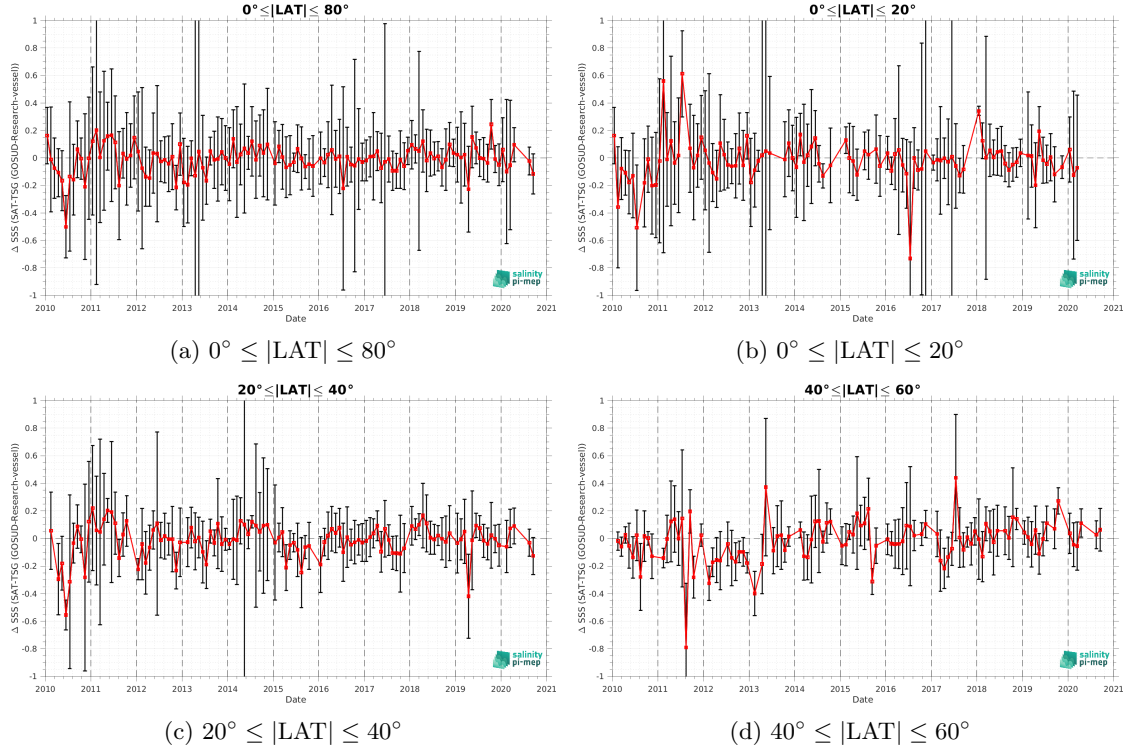 0°≤|LAT|≤ 80°
Δ SSS (SAT-TSG (GOSUD-Research-vessel))
1
0.8
0.6
0.4
0.2
0
-0.2
-0.4
-0.6
-0.8
-1
2010 2011 2012 2013 2014 2015 2016 2017 2018 2019 2020 2021
Date
salinity
pi-mep
(a) 0° ≤ |LAT| ≤ 80°
0°≤|LAT|≤ 20°
Δ SSS (SAT-TSG (GOSUD-Research-vessel))
1
0.8
0.6
0.4
0.2
0
-0.2
-0.4
-0.6
-0.8
-1
2010 2011 2012 2013 2014 2015 2016 2017 2018 2019 2020 2021
Date
salinity
pi-mep
(b) 0° ≤ |LAT| ≤ 20°
20°≤|LAT|≤ 40°
Δ SSS (SAT-TSG (GOSUD-Research-vessel))
1
0.8
0.6
0.4
0.2
0
-0.2
-0.4
-0.6
-0.8
-1
2010 2011 2012 2013 2014 2015 2016 2017 2018 2019 2020 2021
Date
salinity
pi-mep
(c) 20° ≤ |LAT| ≤ 40°
40°≤|LAT|≤ 60°
Δ SSS (SAT-TSG (GOSUD-Research-vessel))
1
0.8
0.6
0.4
0.2
0
-0.2
-0.4
-0.6
-0.8
-1
2010 2011 2012 2013 2014 2015 2016 2017 2018 2019 2020 2021
Date
salinity
pi-mep
(d) 40° ≤ |LAT| ≤ 60°